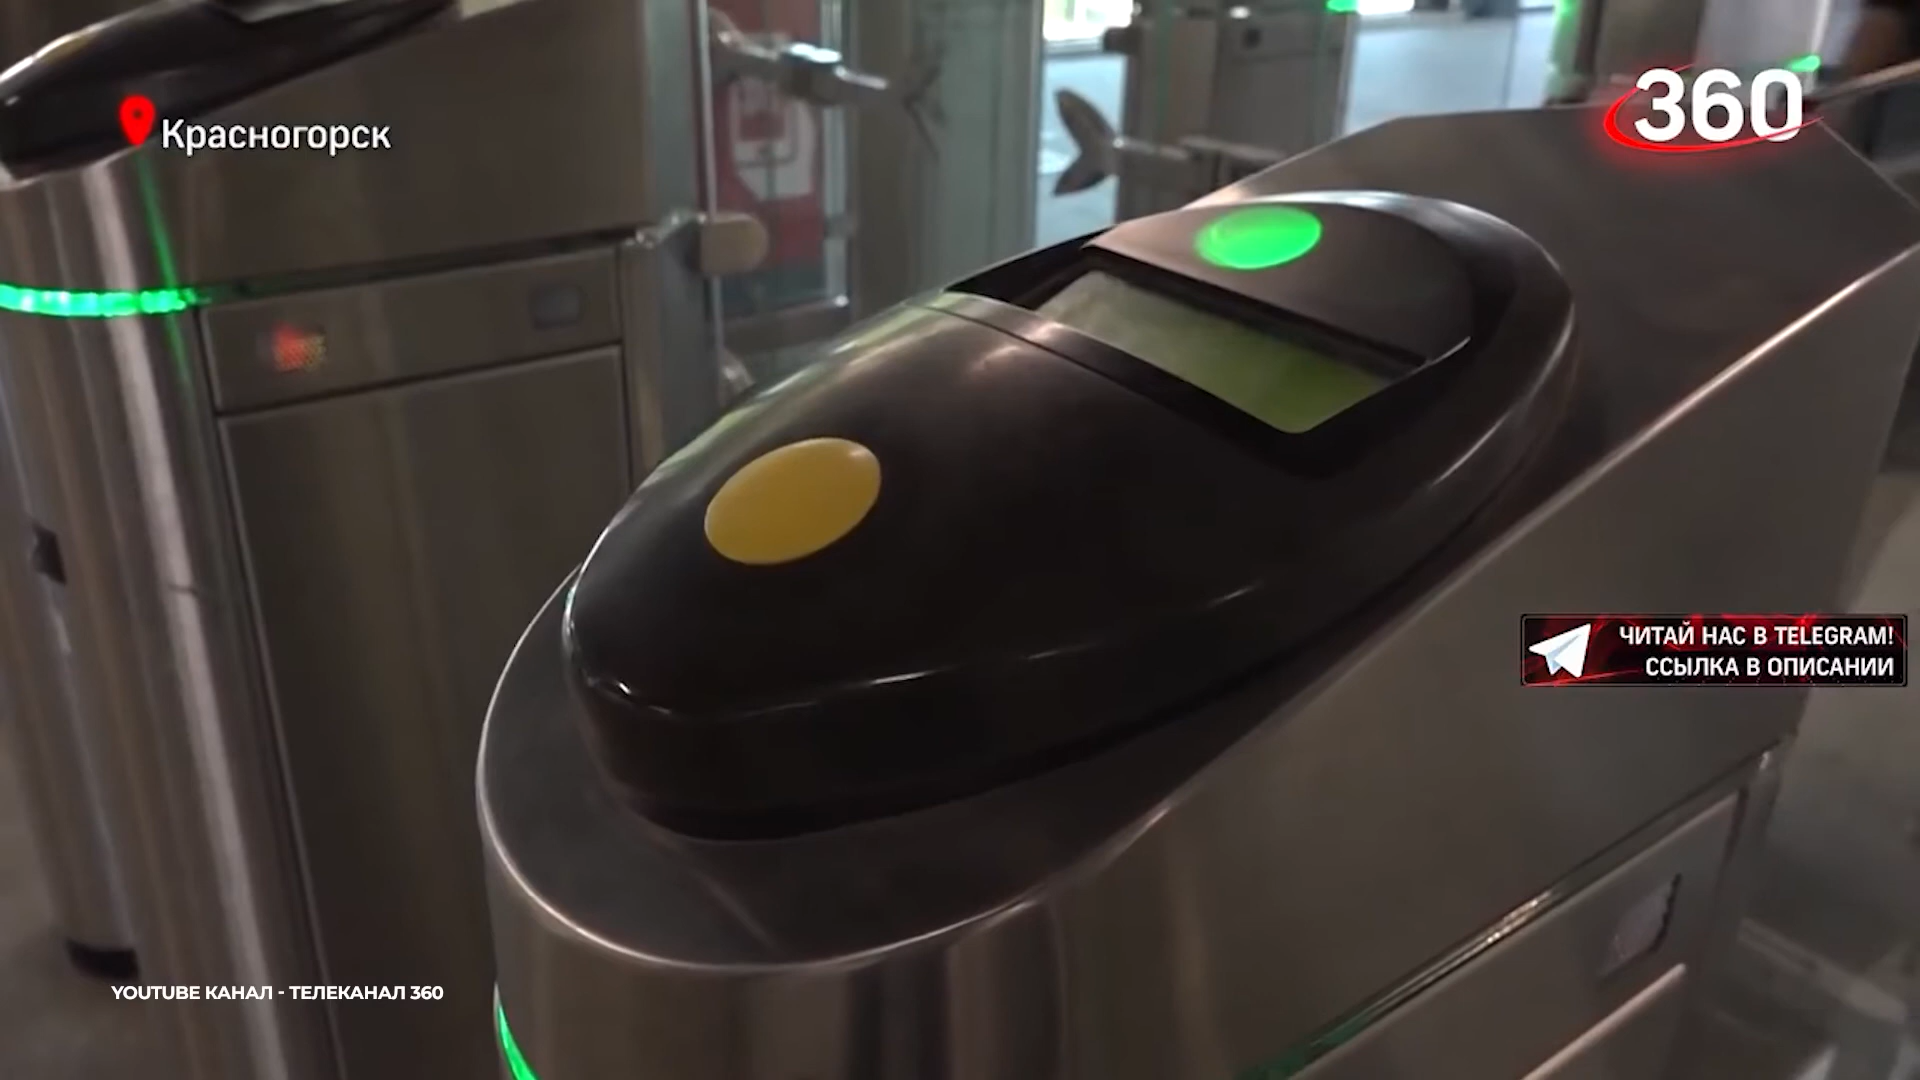 360
Красногорск
ЧИТАЙ НАС В TELEGRAM!
ССЫЛКА В ОПИСАНИИ
YOUTUBE КАНАЛ - ТЕЛЕКАНАЛ 360